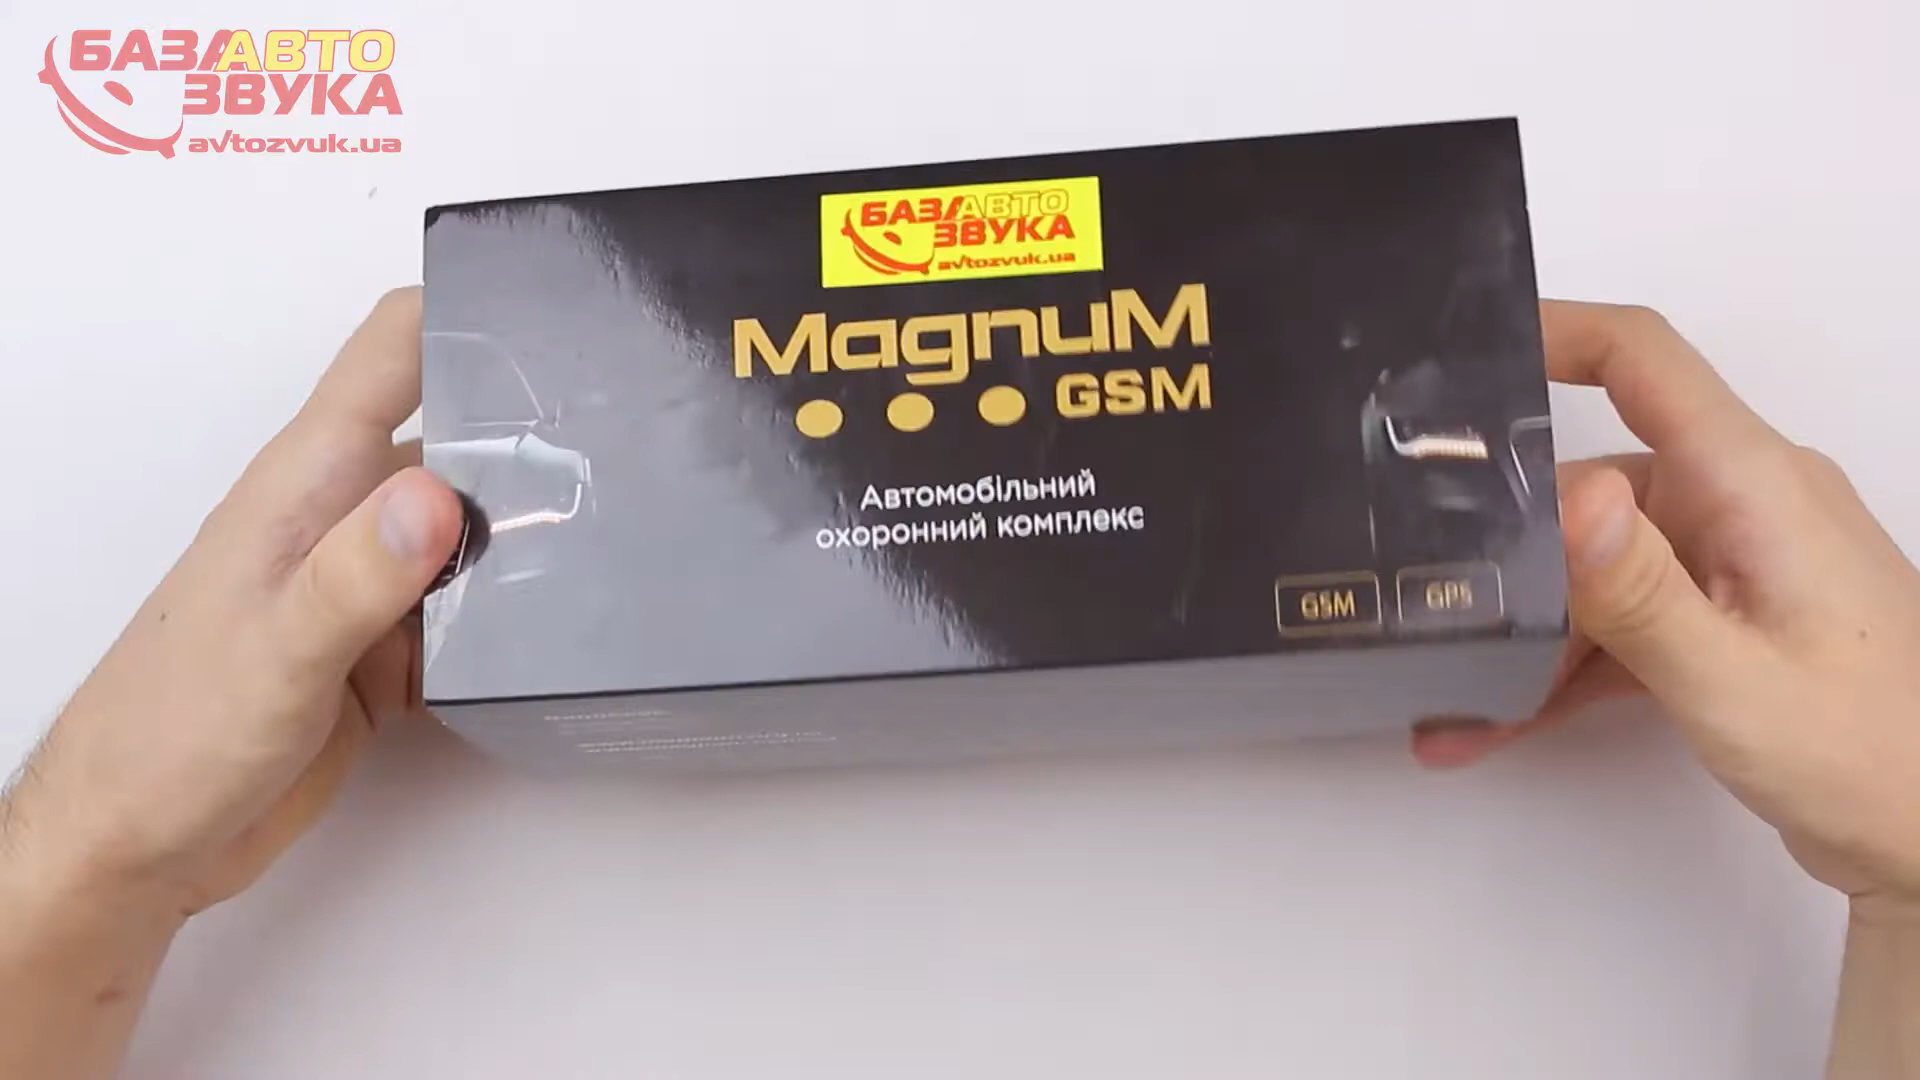 БАЗА АВТО
ЗВУКА
avtozvuk.ua
БАЗА АВТО
ЗВУКА
avtozvuk.ua
MagnuM
GSM
Автомобільний
охоронний комплекс
GSM GPS